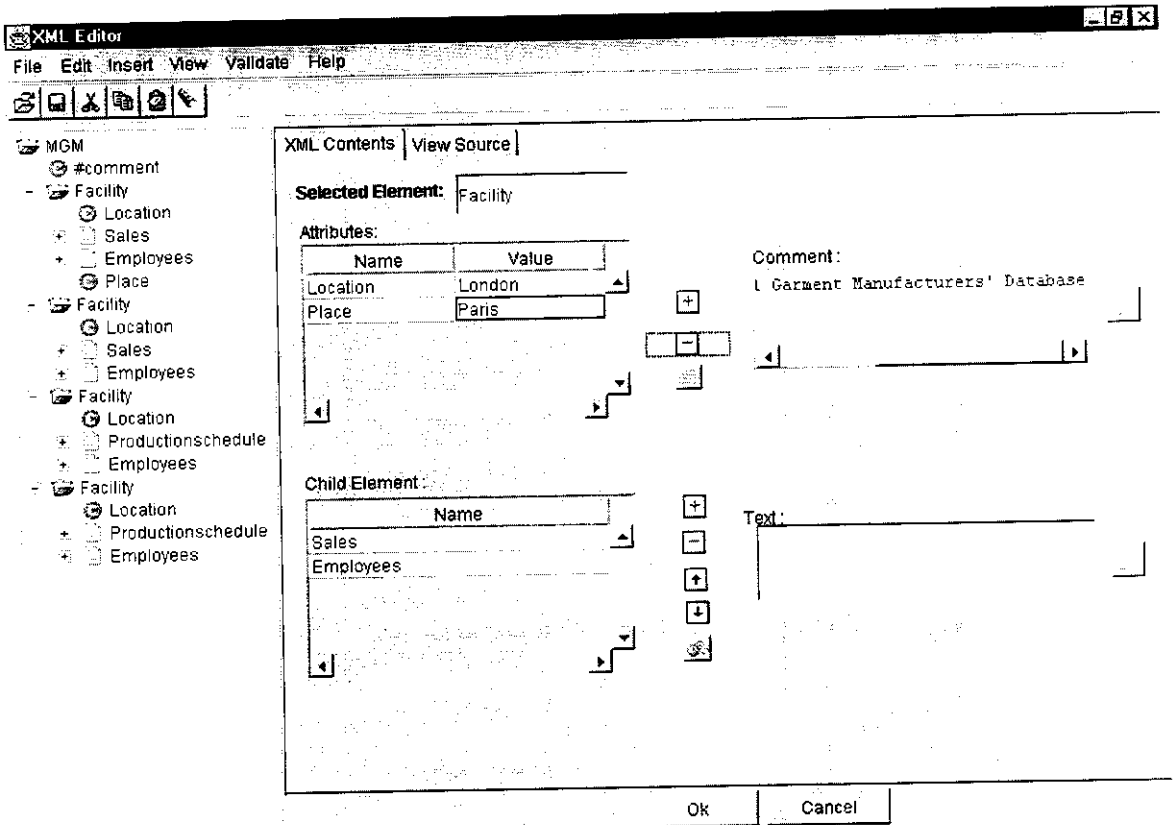 XML Editor
File Edit Insert View Validate Help
MGM
#comment
- Facility
Location
+ Sales
+ Employees
Place
- Facility
Location
+ Sales
+ Employees
- Facility
Location
+ Productionschedule
+ Employees
- Facility
Location
+ Productionschedule
+ Employees
XML Contents View Source
Selected Element: Facility
Attributes:
Name Value
Location London
Place Paris
+
-
Comment:
Garment Manufacturers' Database
Child Element:
Name
Sales
Employees
+
-
Text:
Ok Cancel